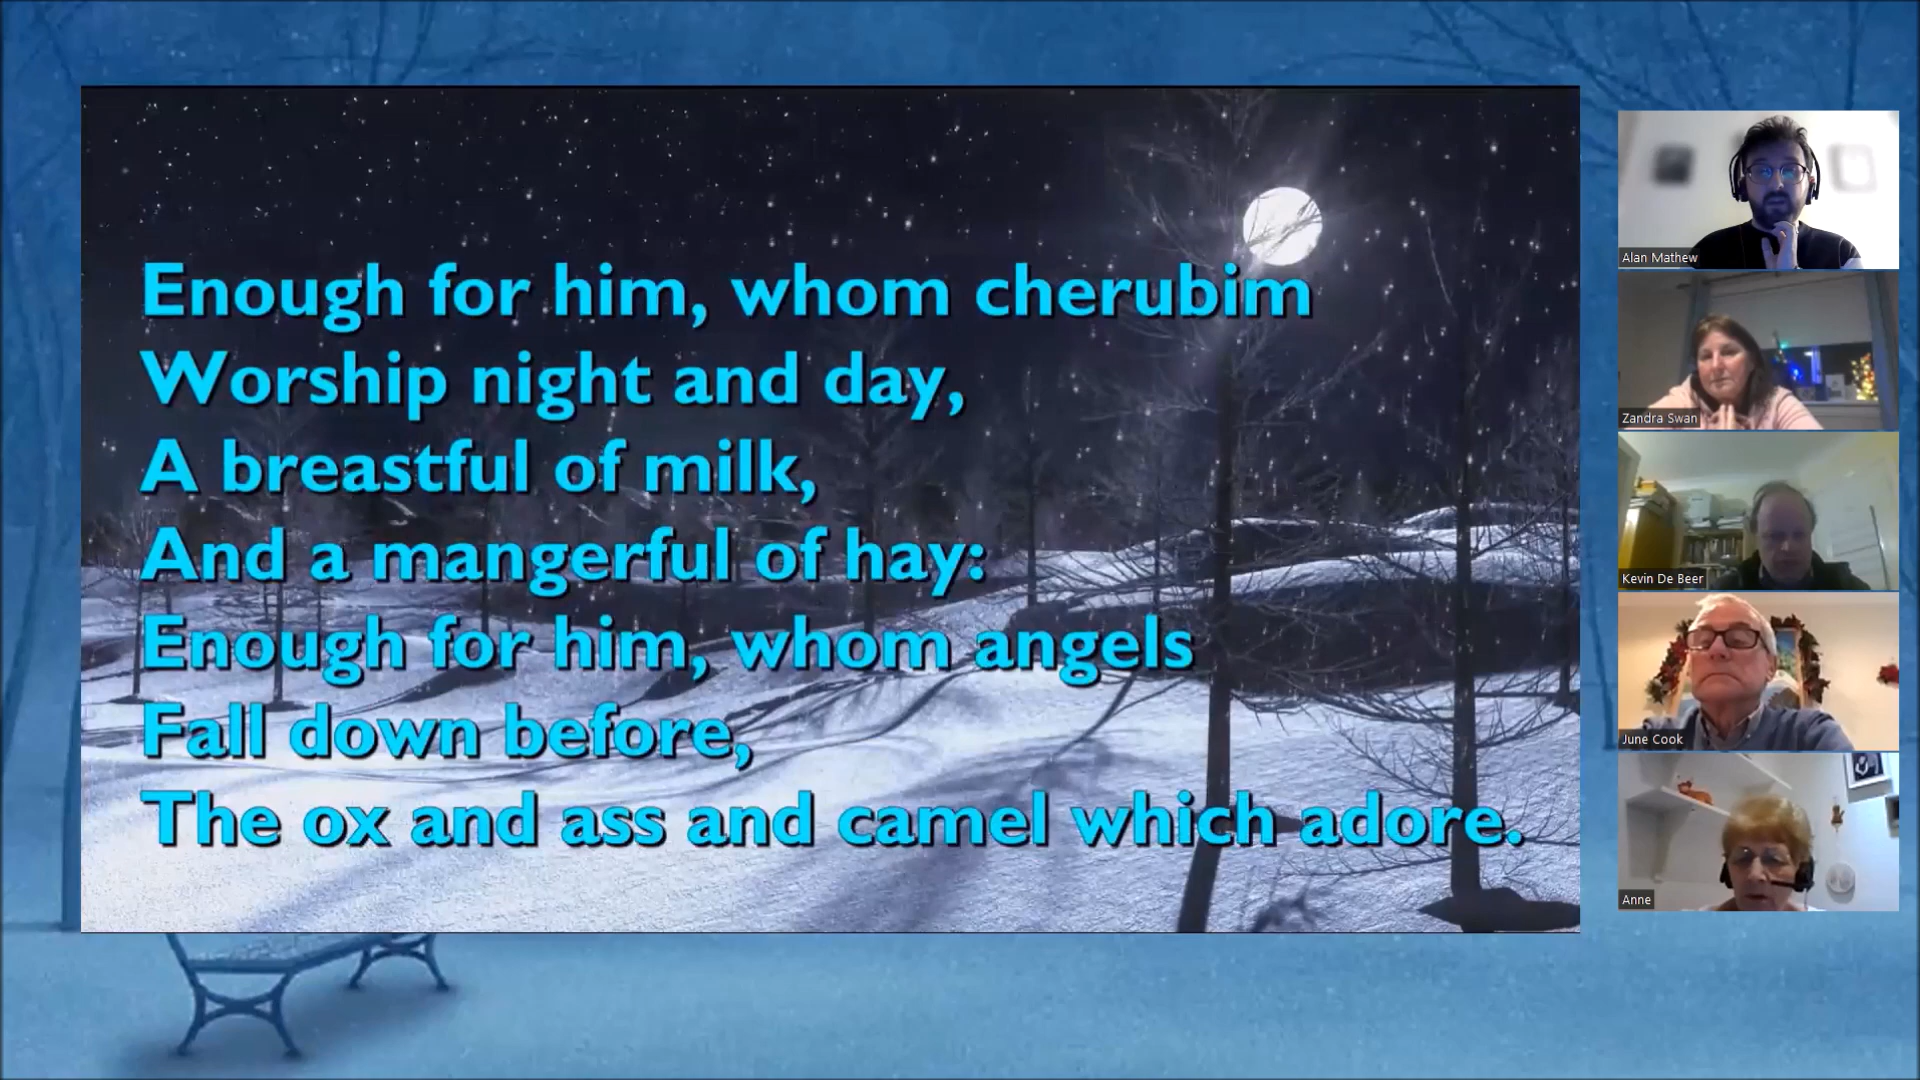 Enough for him, whom cherubim
Worship night and day,
A breastful of milk,
And a mangerful of hay:
Enough for him, whom angels
Fall down before,
The ox and ass and camel which adore.
Alan Mathew
Zandra Swan
Kevin De Beer
June Cook
Anne